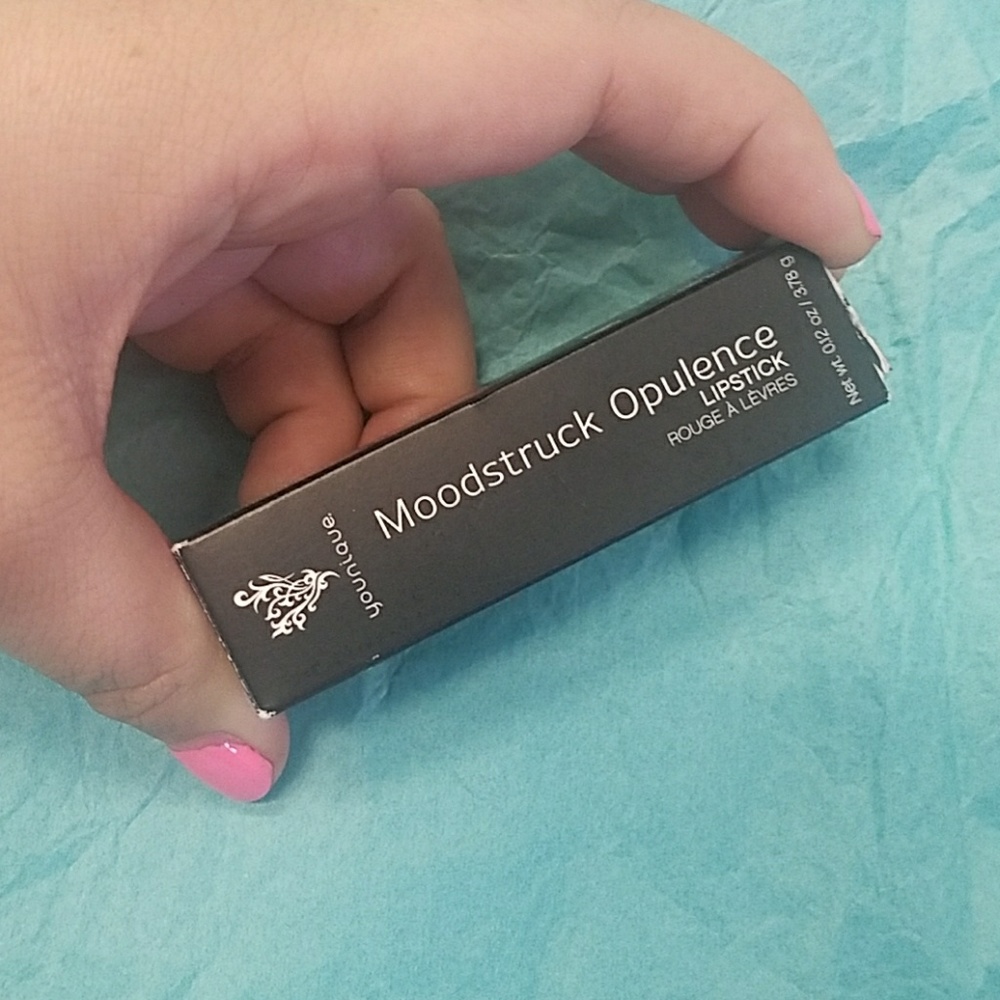 younique.
Moodstruck Opulence
LIPSTICK
ROUGE À LÈVRES
Net wt. 0.12 oz / 3.78 g